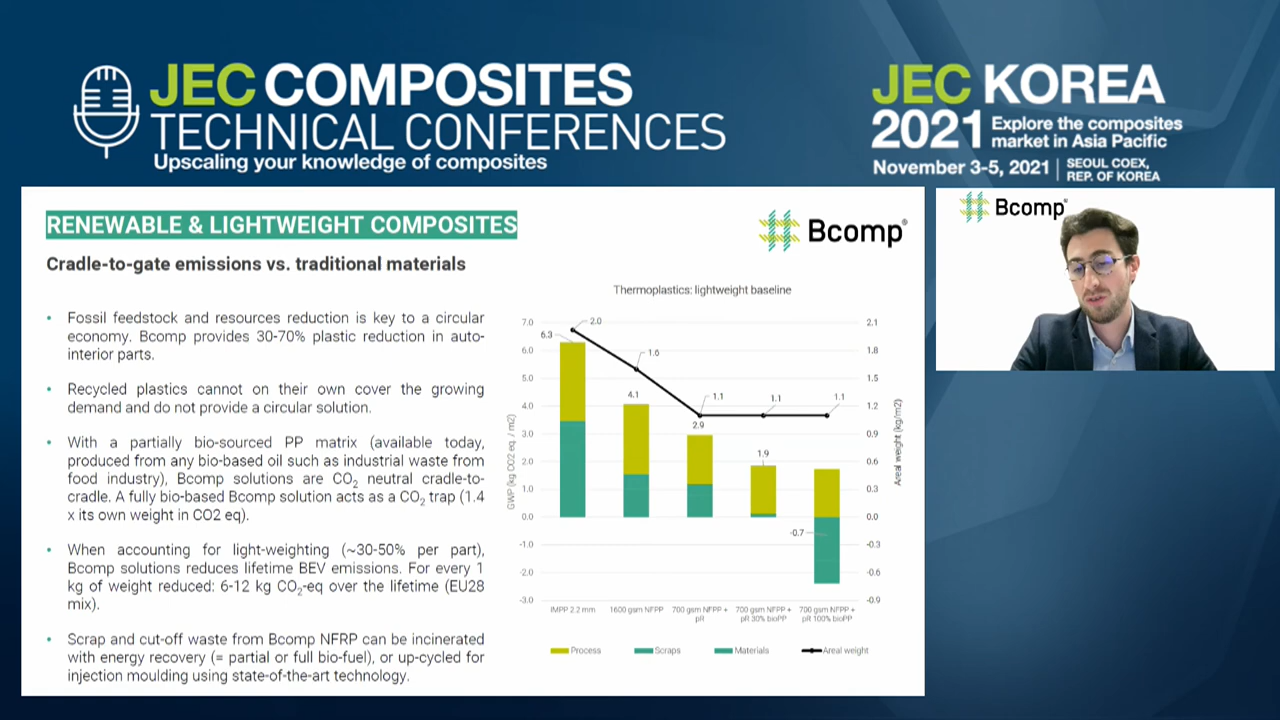 JEC COMPOSITES
TECHNICAL CONFERENCES
Upscaling your knowledge of composites
JEC KOREA
2021 Explore the composites
market in Asia Pacific
November 3-5, 2021 | SEOUL COEX,
REP. OF KOREA
RENEWABLE & LIGHTWEIGHT COMPOSITES
Bcomp®
Cradle-to-gate emissions vs. traditional materials
• Fossil feedstock and resources reduction is key to a circular
economy. Bcomp provides 30-70% plastic reduction in auto-
interior parts.
• Recycled plastics cannot on their own cover the growing
demand and do not provide a circular solution.
• With a partially bio-sourced PP matrix (available today,
produced from any bio-based oil such as industrial waste from
food industry), Bcomp solutions are CO2 neutral cradle-to-
cradle. A fully bio-based Bcomp solution acts as a CO2 trap (1.4
x its own weight in CO2 eq).
• When accounting for light-weighting (~30-50% per part),
Bcomp solutions reduces lifetime BEV emissions. For every 1
kg of weight reduced: 6-12 kg CO2-eq over the lifetime (EU28
mix).
• Scrap and cut-off waste from Bcomp NFRP can be incinerated
with energy recovery (= partial or full bio-fuel), or up-cycled for
injection moulding using state-of-the-art technology.
Thermoplastics: lightweight baseline
GWP (kg CO2 eq. / m2)
7.0
6.0
5.0
4.0
3.0
2.0
1.0
0.0
-1.0
-2.0
-3.0
6.3
4.1
2.9
1.9
-0.7
2.0
1.6
1.1
1.1
1.1
2.1
1.8
1.5
1.2
0.9
0.6
0.3
0.0
-0.3
-0.6
-0.9
Areal weight (kg/m2)
IMPP 2.2 mm
1600 gsm NFPP
700 gsm NFPP +
pR
700 gsm NFPP +
pR 30% bioPP
700 gsm NFPP +
pR 100% bioPP
Process
Scraps
Materials
Areal weight
Bcomp®